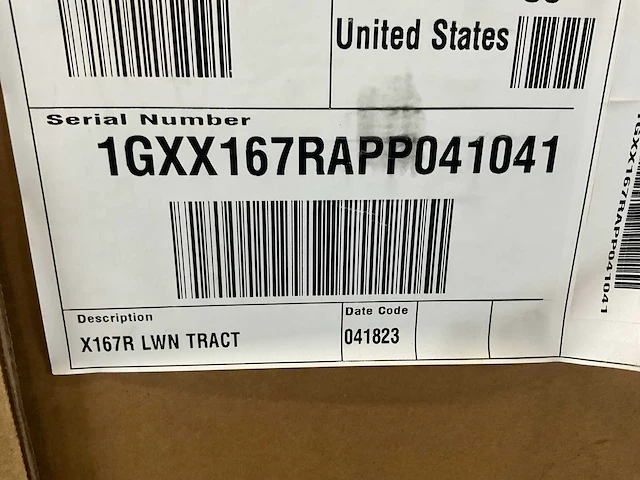 United States
Serial Number
1GXX167RAPP041041
Description
X167R LWN TRACT
Date Code
041823
1GXX167RAPP041041